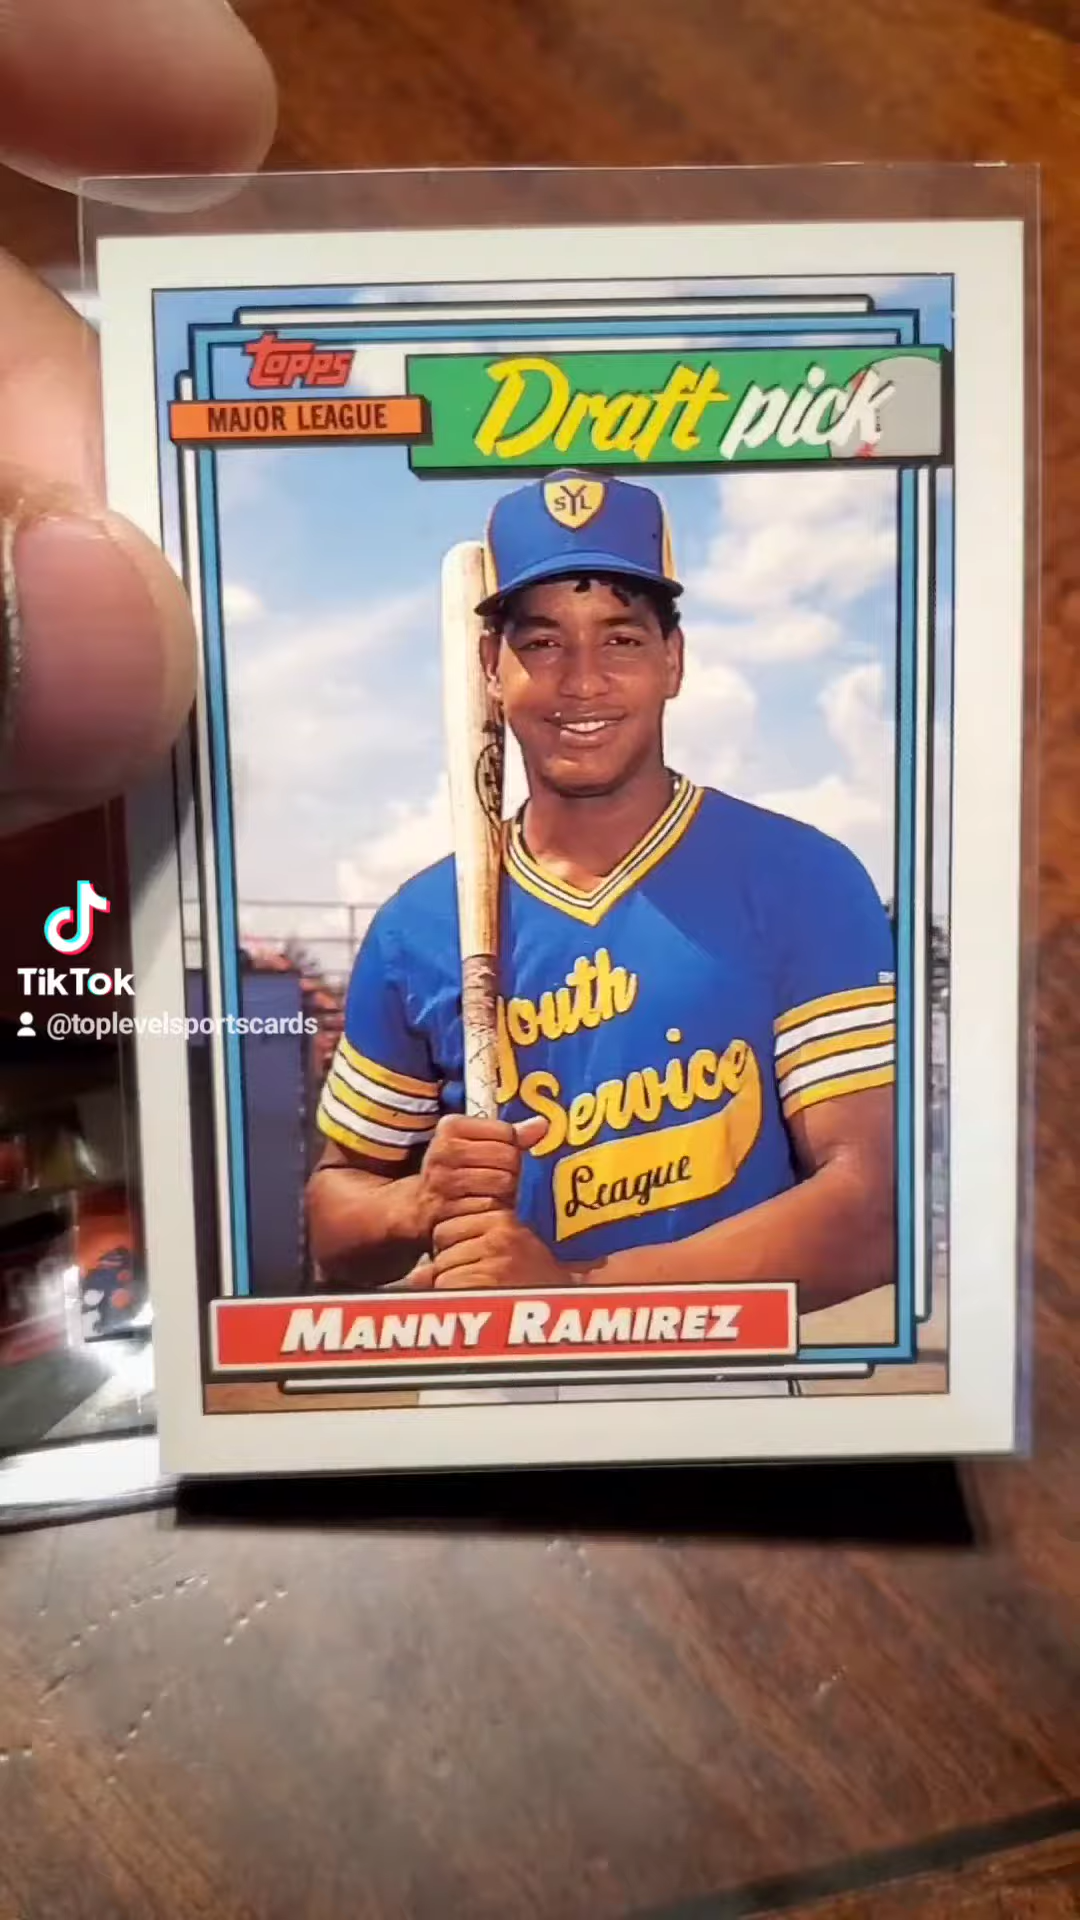 Topps
MAJOR LEAGUE
Draft pick
SYL
Youth
Service
League
MANNY RAMIREZ
TikTok
@toplevelsportscards